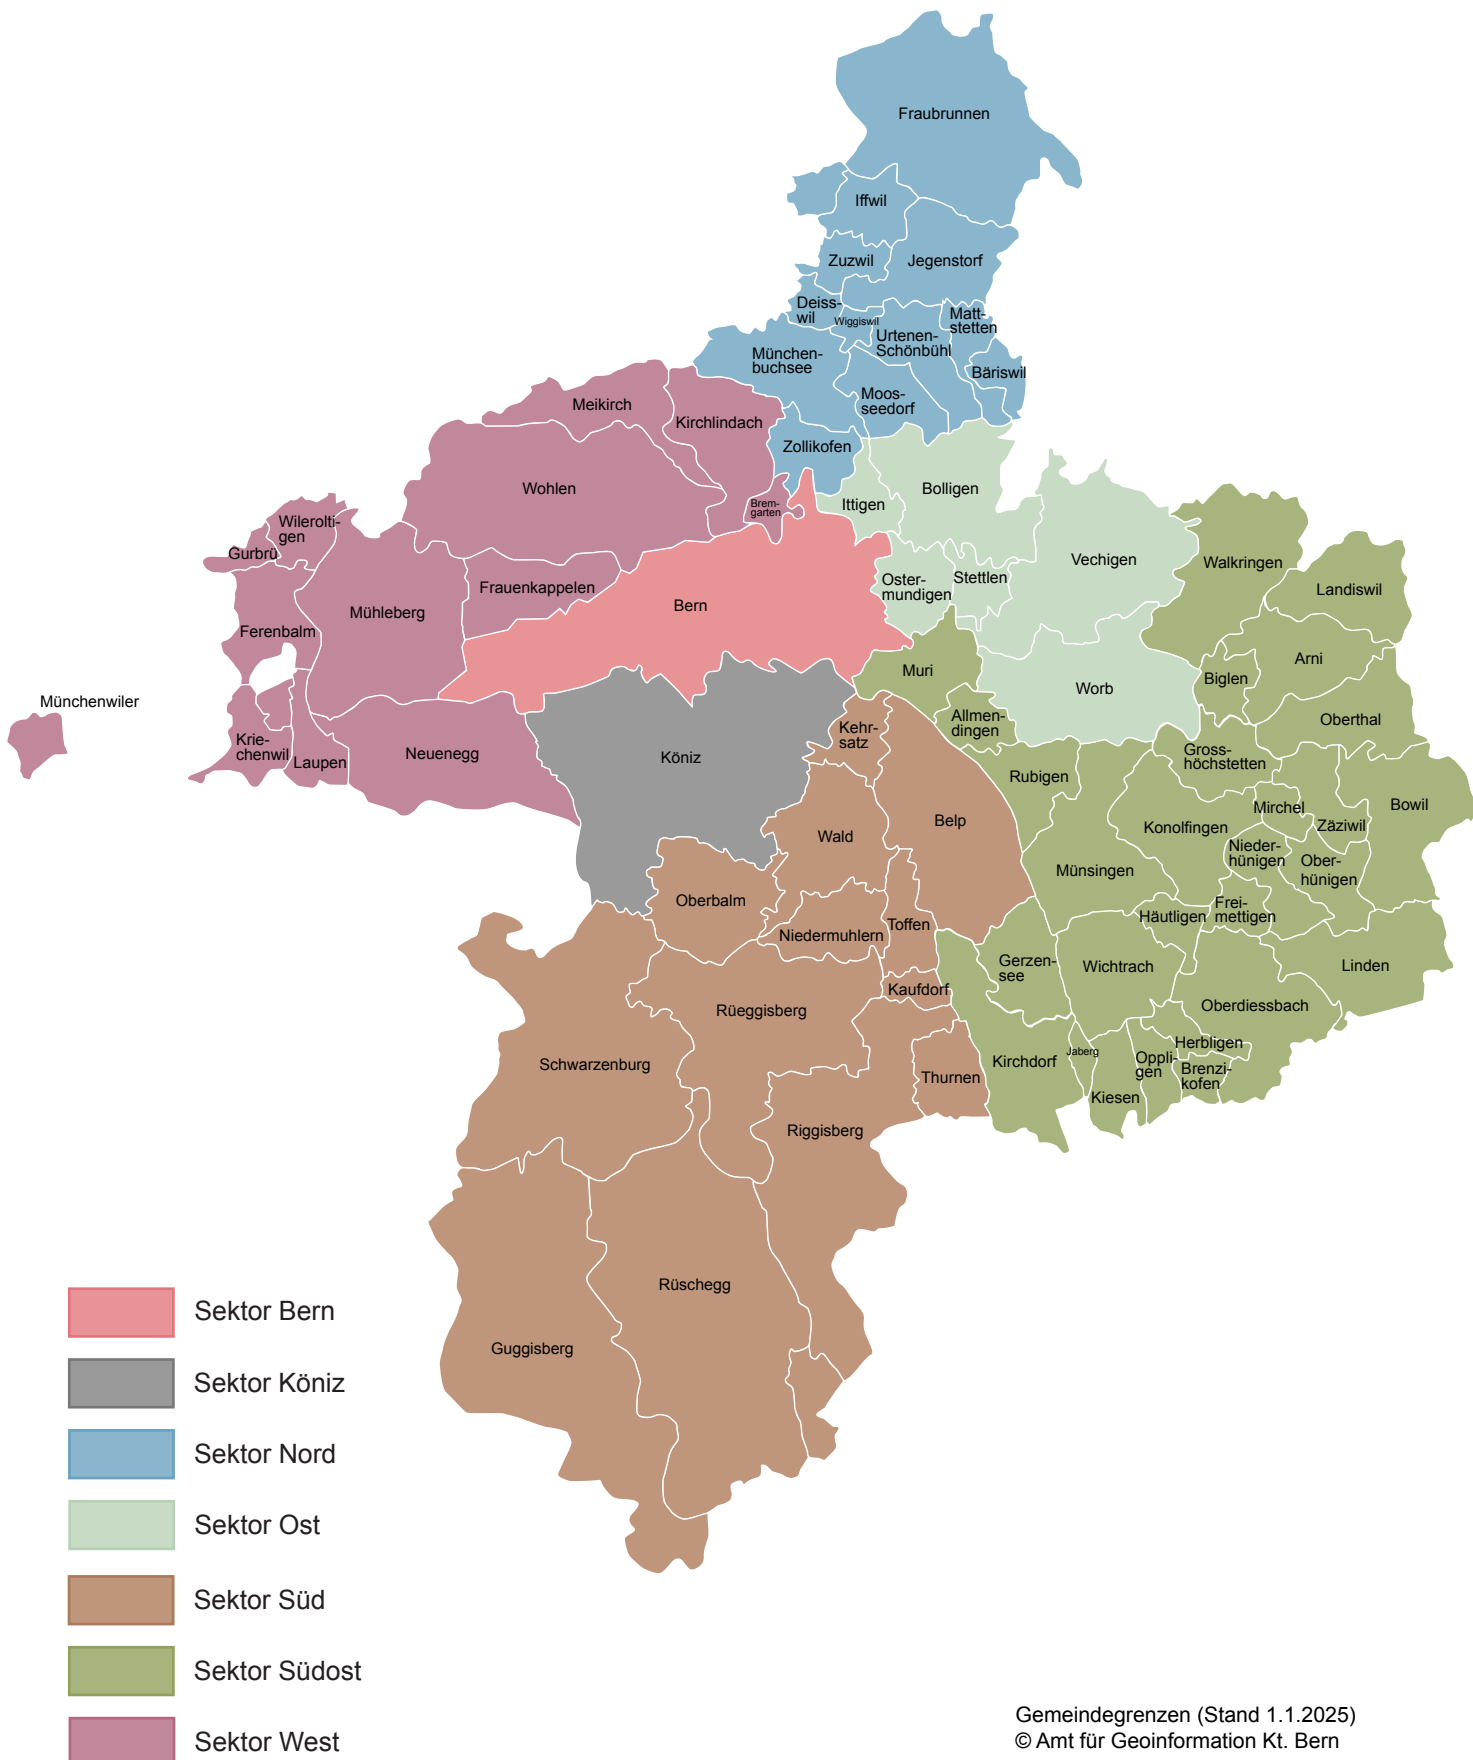 Fraubrunnen
Iffwil
Zuzwil
Jegenstorf
Deiss-
wil
Wiggiswil
Matt-
stetten
Urtenen-
Schönbühl
München-
buchsee
Bäriswil
Moos-
seedorf
Meikirch
Kirchlindach
Zollikofen
Wohlen
Bolligen
Ittigen
Brem-
garten
Wilerolti-
gen
Gurbrü
Vechigen
Walkringen
Oster-
mundigen
Stettlen
Frauenkappelen
Landiswil
Bern
Mühleberg
Ferenbalm
Arni
Muri
Biglen
Worb
Münchenwiler
Allmen-
dingen
Oberthal
Kehr-
satz
Krie-
chenwil
Laupen
Neuenegg
Köniz
Gross-
höchstetten
Rubigen
Mirchel
Bowil
Belp
Konolfingen
Zäziwil
Wald
Nieder-
hünigen
Ober-
hünigen
Münsingen
Oberbalm
Häutligen
Frei-
mettigen
Toffen
Niedermuhlern
Gerzen-
see
Wichtrach
Linden
Kaufdorf
Oberdiessbach
Rüeggisberg
Herbligen
Jaberg
Schwarzenburg
Kirchdorf
Oppli-
gen
Brenzi-
kofen
Thurnen
Kiesen
Riggisberg
Rüschegg
Guggisberg
Sektor Bern
Sektor Köniz
Sektor Nord
Sektor Ost
Sektor Süd
Sektor Südost
Sektor West
Gemeindegrenzen (Stand 1.1.2025)
© Amt für Geoinformation Kt. Bern